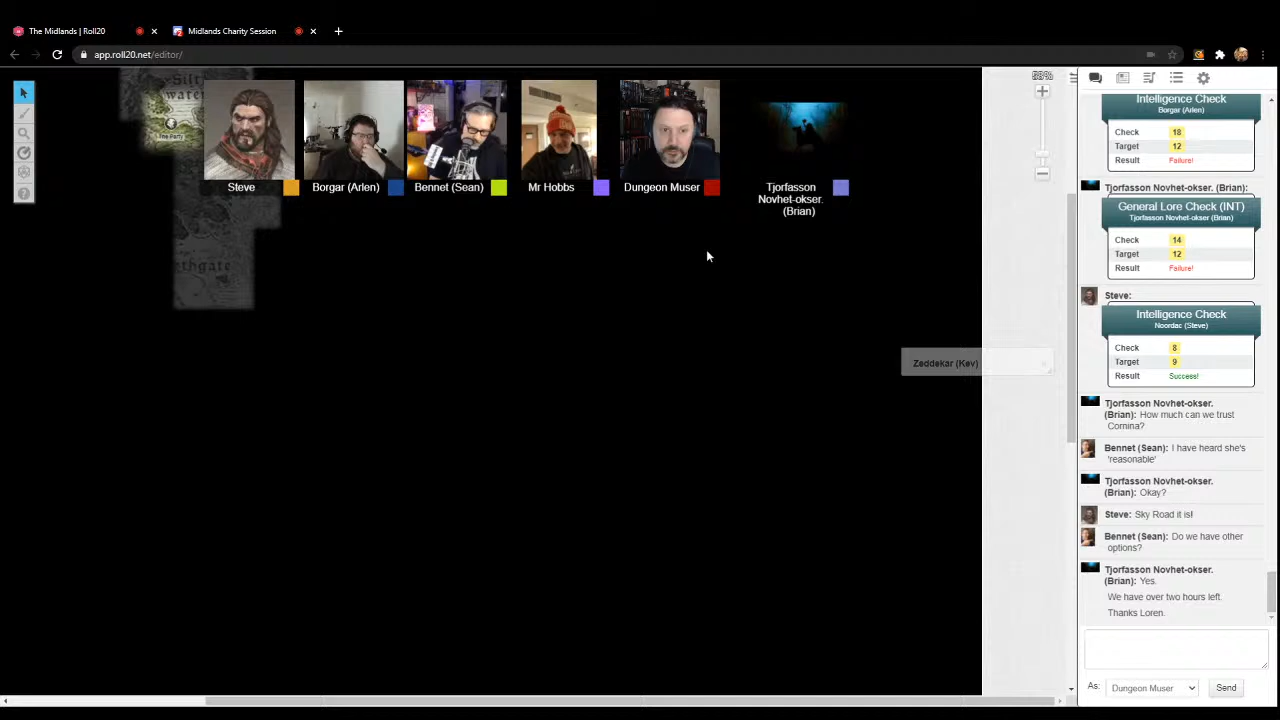 The Midlands | Roll20
Midlands Charity Session
app.roll20.net/editor/
Silt
water
The Party
rthgate
Steve
Borgar (Arlen)
Bennet (Sean)
Mr Hobbs
Dungeon Muser
Tjorfasson
Novhet-okser.
(Brian)
58%
Zeddekar (Kev)
Intelligence Check
Borgar (Arlen)
Check 18
Target 12
Result Failure!
Tjorfasson Novhet-okser. (Brian):
General Lore Check (INT)
Tjorfasson Novhet-okser (Brian)
Check 14
Target 12
Result Failure!
Steve:
Intelligence Check
Noordac (Steve)
Check 8
Target 9
Result Success!
Tjorfasson Novhet-okser.
(Brian): How much can we trust
Cornina?
Bennet (Sean): I have heard she's
'reasonable'
Tjorfasson Novhet-okser.
(Brian): Okay?
Steve: Sky Road it is!
Bennet (Sean): Do we have other
options?
Tjorfasson Novhet-okser.
(Brian): Yes.
We have over two hours left.
Thanks Loren.
As: Dungeon Muser Send